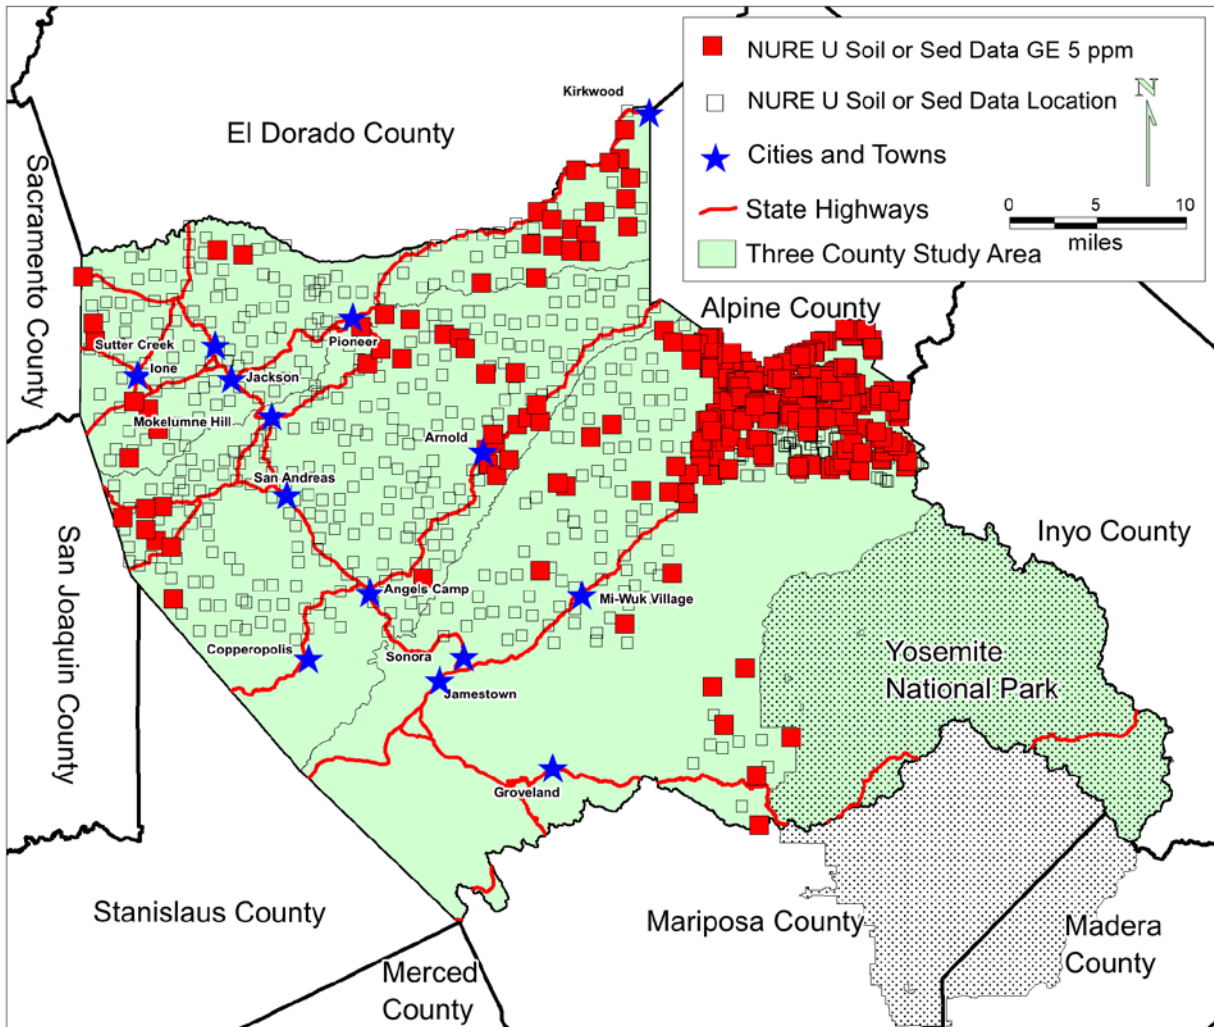 NURE U Soil or Sed Data GE 5 ppm
NURE U Soil or Sed Data Location
Cities and Towns
State Highways
Three County Study Area
N
0 5 10
miles
Kirkwood
El Dorado County
Sacramento County
Alpine County
Sutter Creek
Pioneer
Ione
Jackson
Mokelumne Hill
Arnold
San Andreas
San Joaquin County
Inyo County
Angels Camp
Mi-Wuk Village
Copperopolis
Sonora
Yosemite
National Park
Jamestown
Groveland
Stanislaus County
Mariposa County
Madera
County
Merced
County